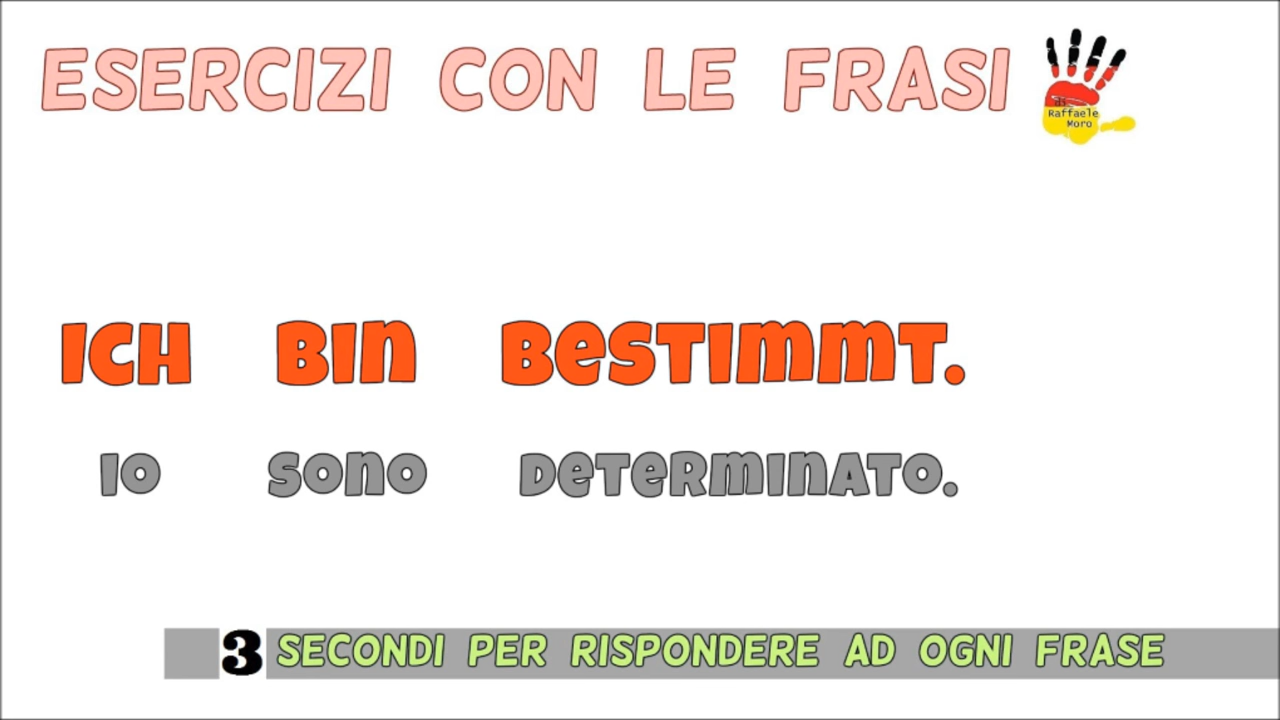 ESERCIZI CON LE FRASI
di
Raffaele
Moro
ICH BIN BESTIMMT.
IO SONO DETERMINATO.
3 SECONDI PER RISPONDERE AD OGNI FRASE